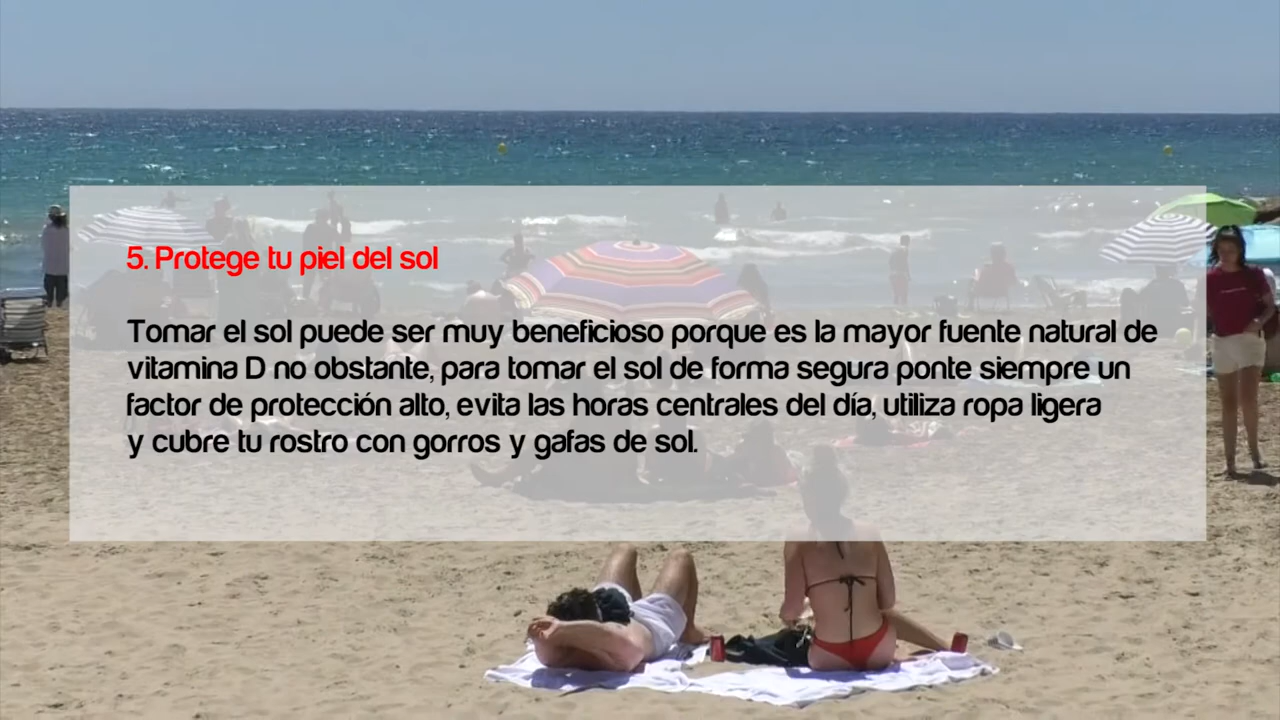 5. Protege tu piel del sol
Tomar el sol puede ser muy beneficioso porque es la mayor fuente natural de
vitamina D no obstante, para tomar el sol de forma segura ponte siempre un
factor de protección alto, evita las horas centrales del día, utiliza ropa ligera
y cubre tu rostro con gorros y gafas de sol.